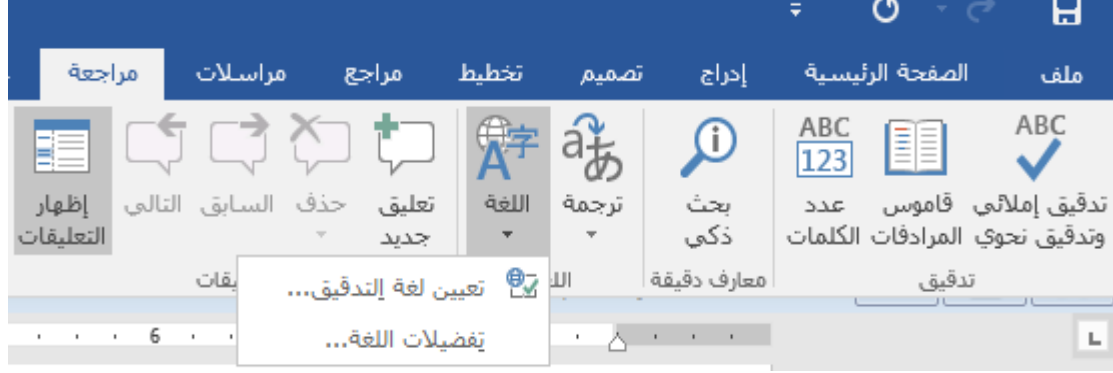 ملف الصفحة الرئيسية إدراج تصميم تخطيط مراجع مراسلات مراجعة
ABC
تدقيق إملائي
وتدقيق نحوي
قاموس
المرادفات
ABC
123
عدد
الكلمات
تدقيق
بحث
ذكي
معارف دقيقة
ترجمة
اللغة
تعليق
جديد
حذف
السابق
التالي
إظهار
التعليقات
تعيين لغة التدقيق...
تفضيلات اللغة...
6